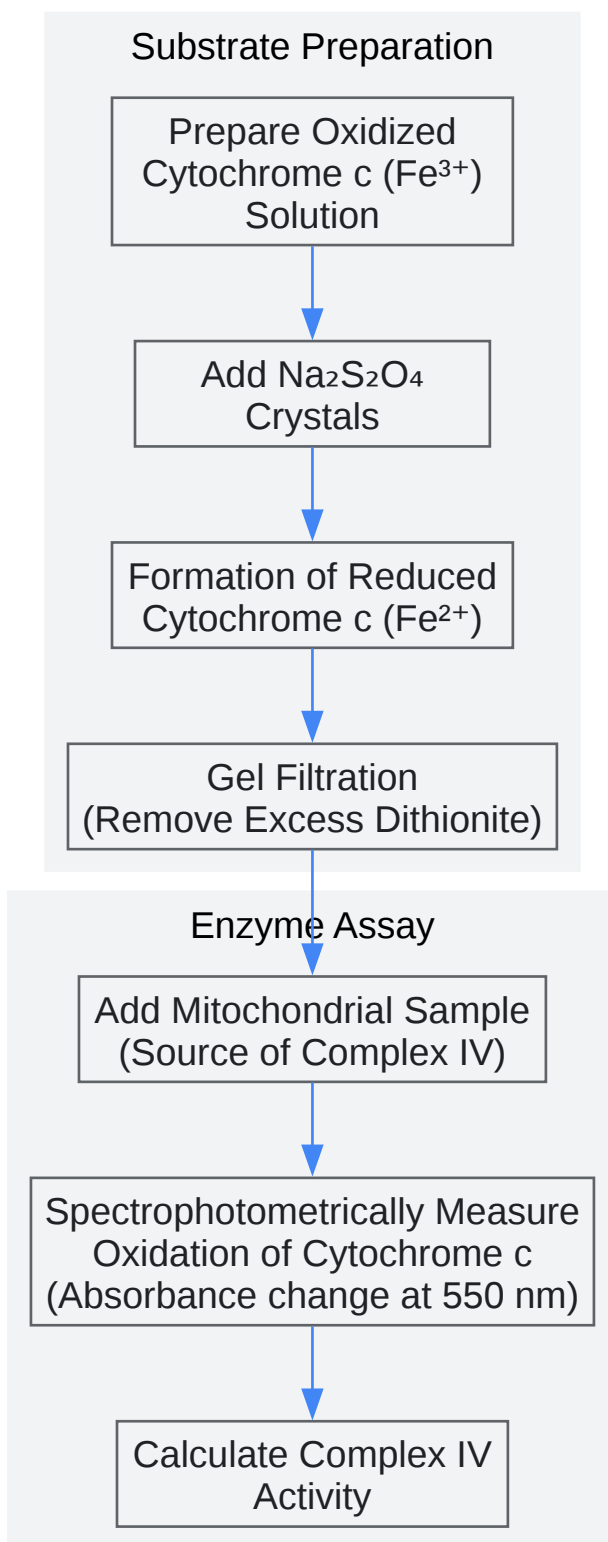 Substrate Preparation
Prepare Oxidized
Cytochrome c (Fe³⁺)
Solution
Add Na₂S₂O₄
Crystals
Formation of Reduced
Cytochrome c (Fe²⁺)
Gel Filtration
(Remove Excess Dithionite)
Enzyme Assay
Add Mitochondrial Sample
(Source of Complex IV)
Spectrophotometrically Measure
Oxidation of Cytochrome c
(Absorbance change at 550 nm)
Calculate Complex IV
Activity